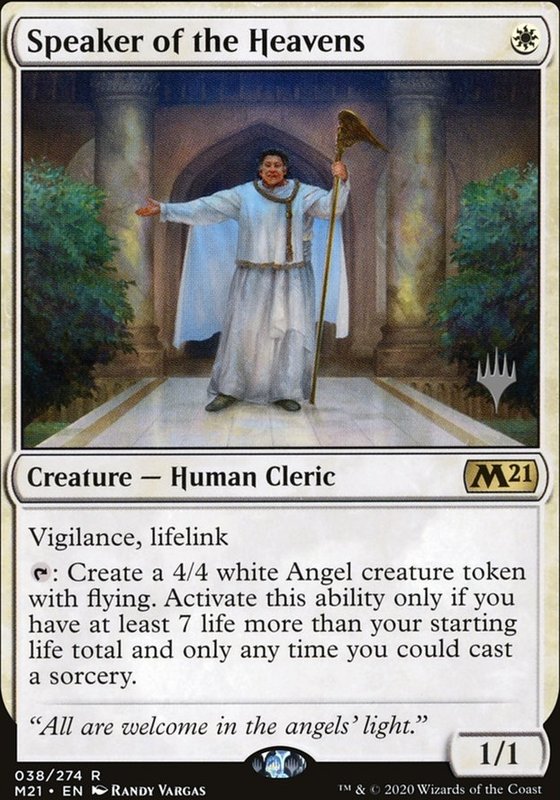 Speaker of the Heavens
Creature — Human Cleric
M21
Vigilance, lifelink
: Create a 4/4 white Angel creature token
with flying. Activate this ability only if you
have at least 7 life more than your starting
life total and only any time you could cast
a sorcery.
“All are welcome in the angels’ light.”
1/1
038/274 R
M21 • EN RANDY VARGAS
™ & © 2020 Wizards of the Coast